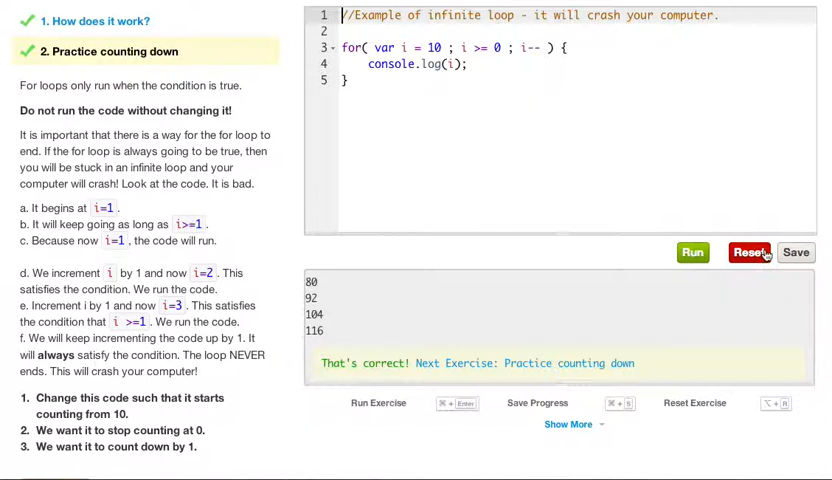 1. How does it work?
2. Practice counting down
For loops only run when the condition is true.
Do not run the code without changing it!
It is important that there is a way for the for loop to
end. If the for loop is always going to be true, then
you will be stuck in an infinite loop and your
computer will crash! Look at the code. It is bad.
a. It begins at i=1.
b. It will keep going as long as i>=1.
c. Because now i=1, the code will run.
d. We increment i by 1 and now i=2. This
satisfies the condition. We run the code.
e. Increment i by 1 and now i=3. This satisfies
the condition that i >=1. We run the code.
f. We will keep incrementing the code up by 1. It
will always satisfy the condition. The loop NEVER
ends. This will crash your computer!
1. Change this code such that it starts
counting from 10.
2. We want it to stop counting at 0.
3. We want it to count down by 1.
1 //Example of infinite loop - it will crash your computer.
2
3 for( var i = 10 ; i >= 0 ; i-- ) {
4     console.log(i);
5 }
Run Reset Save
80
92
104
116
That's correct! Next Exercise: Practice counting down
Run Exercise ⌘ + Enter Save Progress ⌘ + S Reset Exercise ⌥ + R
Show More